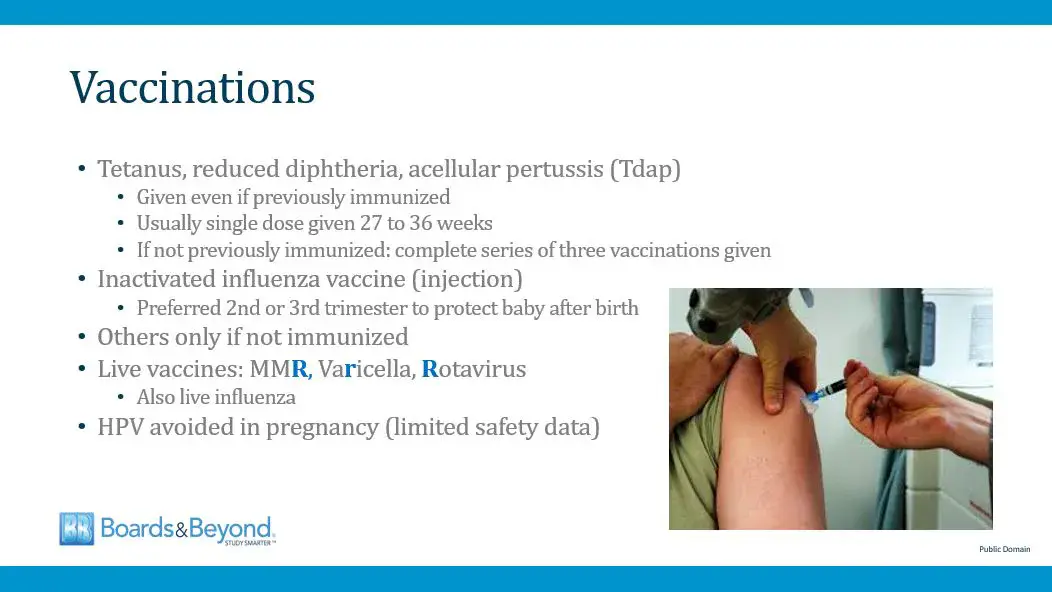 Vaccinations
• Tetanus, reduced diphtheria, acellular pertussis (Tdap)
• Given even if previously immunized
• Usually single dose given 27 to 36 weeks
• If not previously immunized: complete series of three vaccinations given
• Inactivated influenza vaccine (injection)
• Preferred 2nd or 3rd trimester to protect baby after birth
• Others only if not immunized
• Live vaccines: MMR, Varicella, Rotavirus
• Also live influenza
• HPV avoided in pregnancy (limited safety data)
BB Boards&Beyond.
STUDY SMARTER™
Public Domain